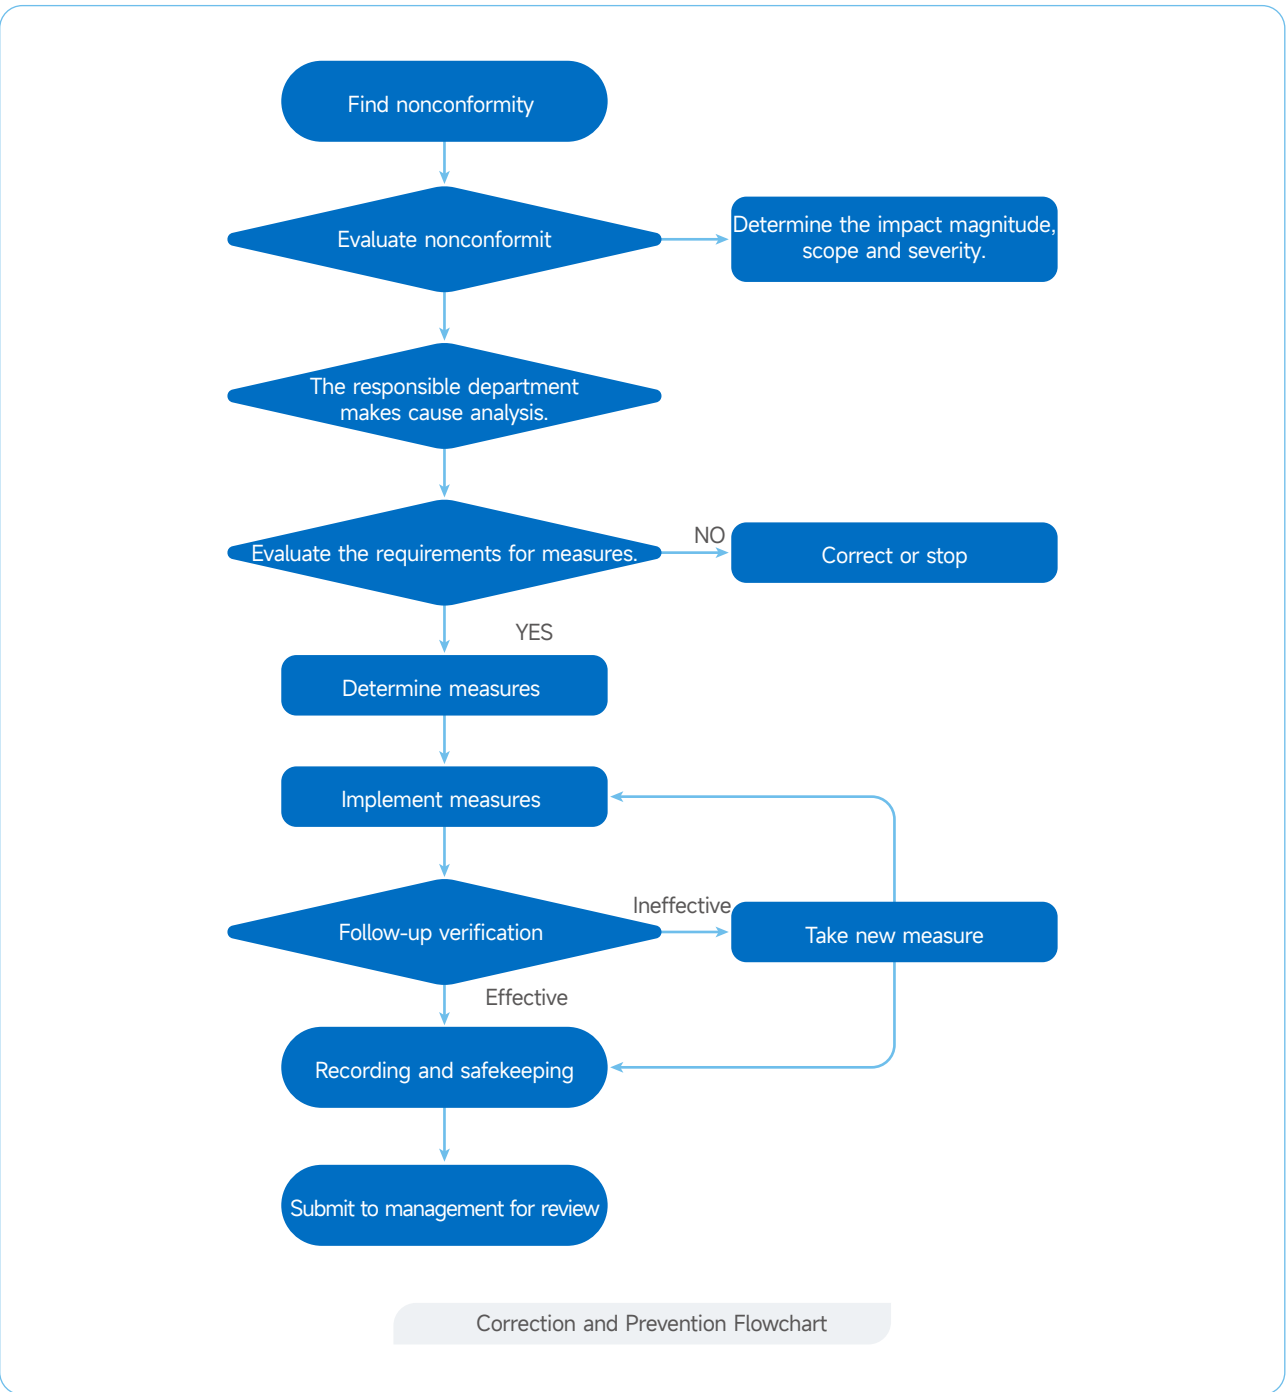 Find nonconformity
Evaluate nonconformit
Determine the impact magnitude,
scope and severity.
The responsible department
makes cause analysis.
Evaluate the requirements for measures.
NO
Correct or stop
YES
Determine measures
Implement measures
Follow-up verification
Ineffective
Take new measure
Effective
Recording and safekeeping
Submit to management for review
Correction and Prevention Flowchart